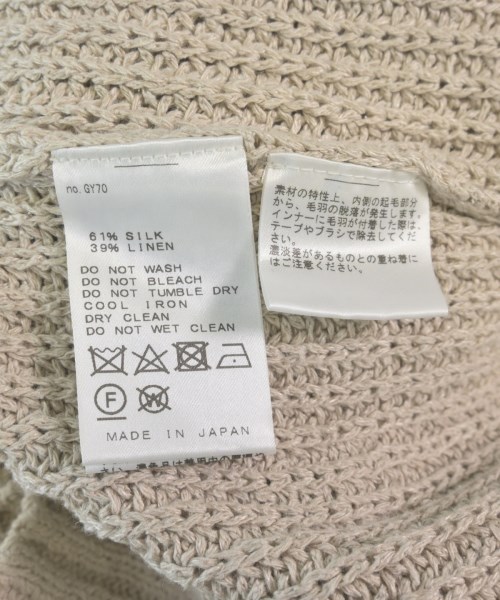 no. GY70
61% SILK
39% LINEN
DO NOT WASH
DO NOT BLEACH
DO NOT TUMBLE DRY
COOL IRON
DRY CLEAN
DO NOT WET CLEAN
F
W
MADE IN JAPAN
素材の特性上、内側の起毛部分
から、毛羽の脱落が発生します。
インナーに毛羽が付着した際は、
テープやブラシで除去してくだ
さい。
濃淡差があるものとの重ね着に
はご注意ください。